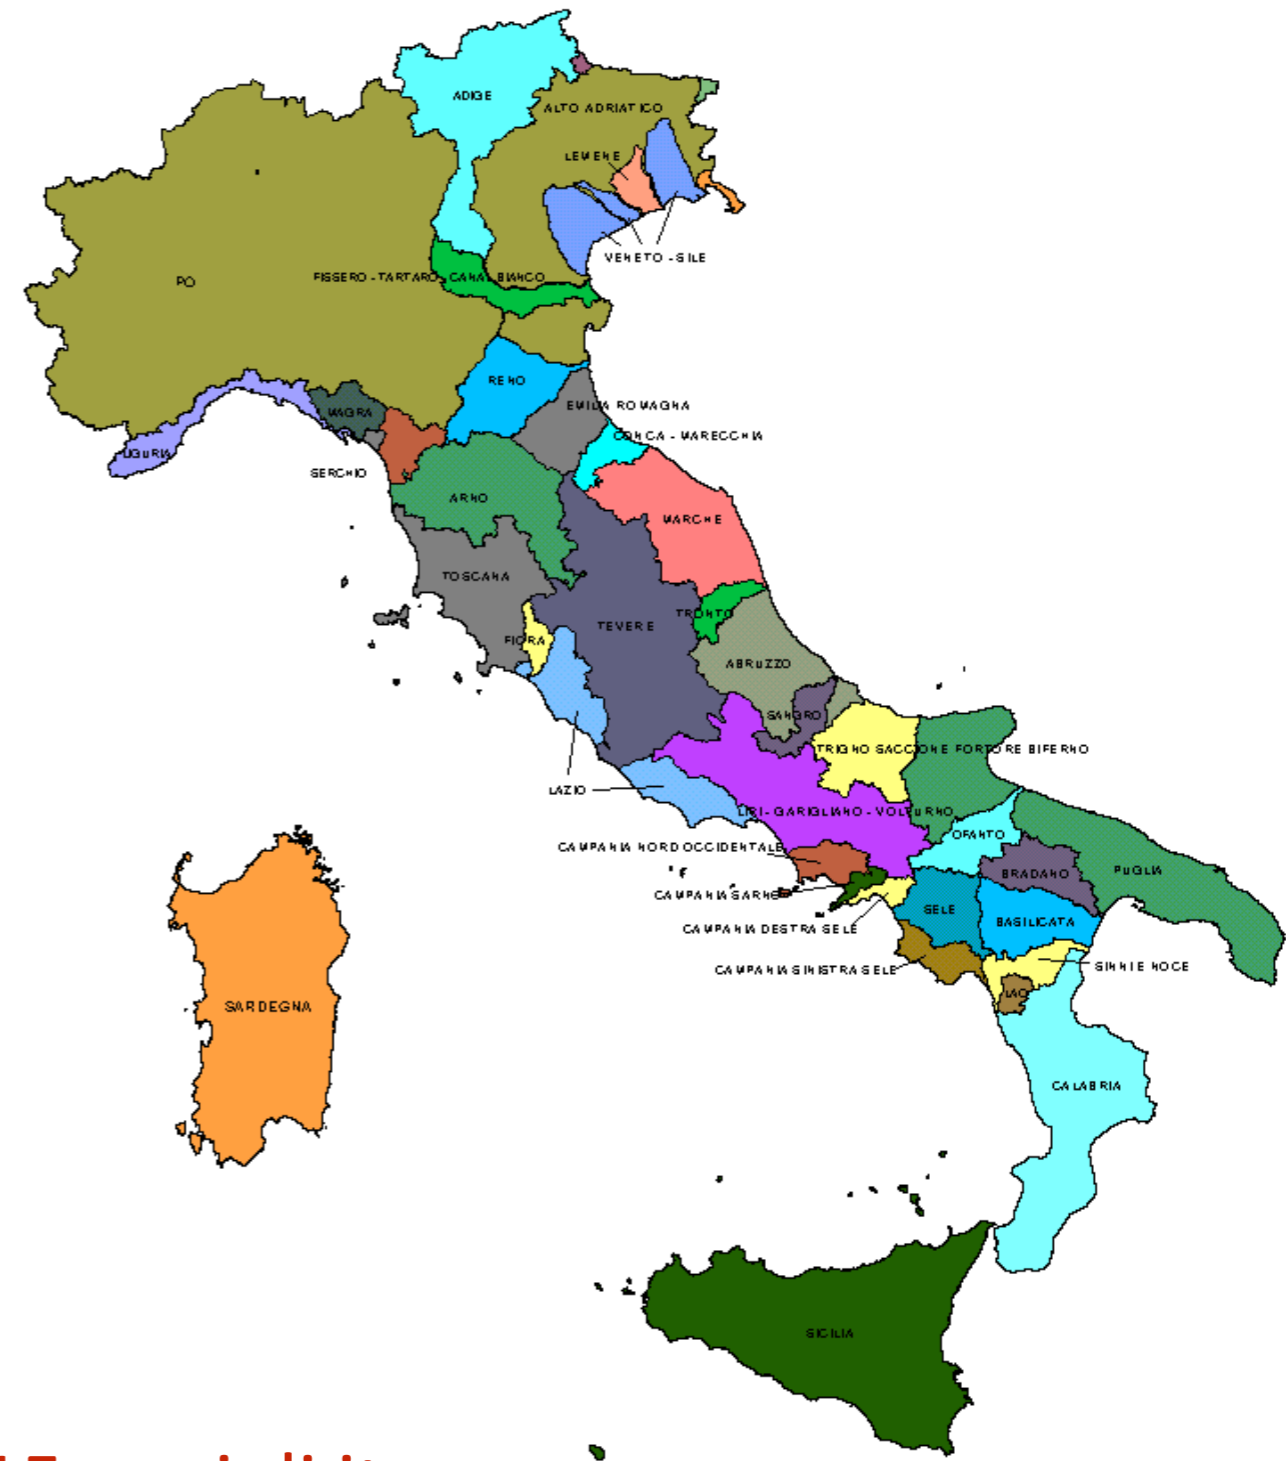 ADIGE
ALTO ADRIATICO
LEMENE
VENETO - SILE
FISSERO - TARTARO - CANAL BIANCO
PO
RENO
EMILIA ROMAGNA
MAGRA
CONCA - MARECCHIA
LIGURIA
SERCHIO
ARNO
MARCHE
TOSCANA
TRONTO
TEVERE
FIORA
ABRUZZO
SANGRO
TRIGNO SACCIONE FORTORE BIFERNO
LAZIO
LIRI - GARIGLIANO - VOLTURNO
OFANTO
CAMPANIA NORD OCCIDENTALE
BRADANO
PUGLIA
CAMPANIA SARNO
SELE
BASILICATA
CAMPANIA DESTRA SELE
SINNI E NOCE
CAMPANIA SINISTRA SELE
LAO
SARDEGNA
CALABRIA
SICILIA